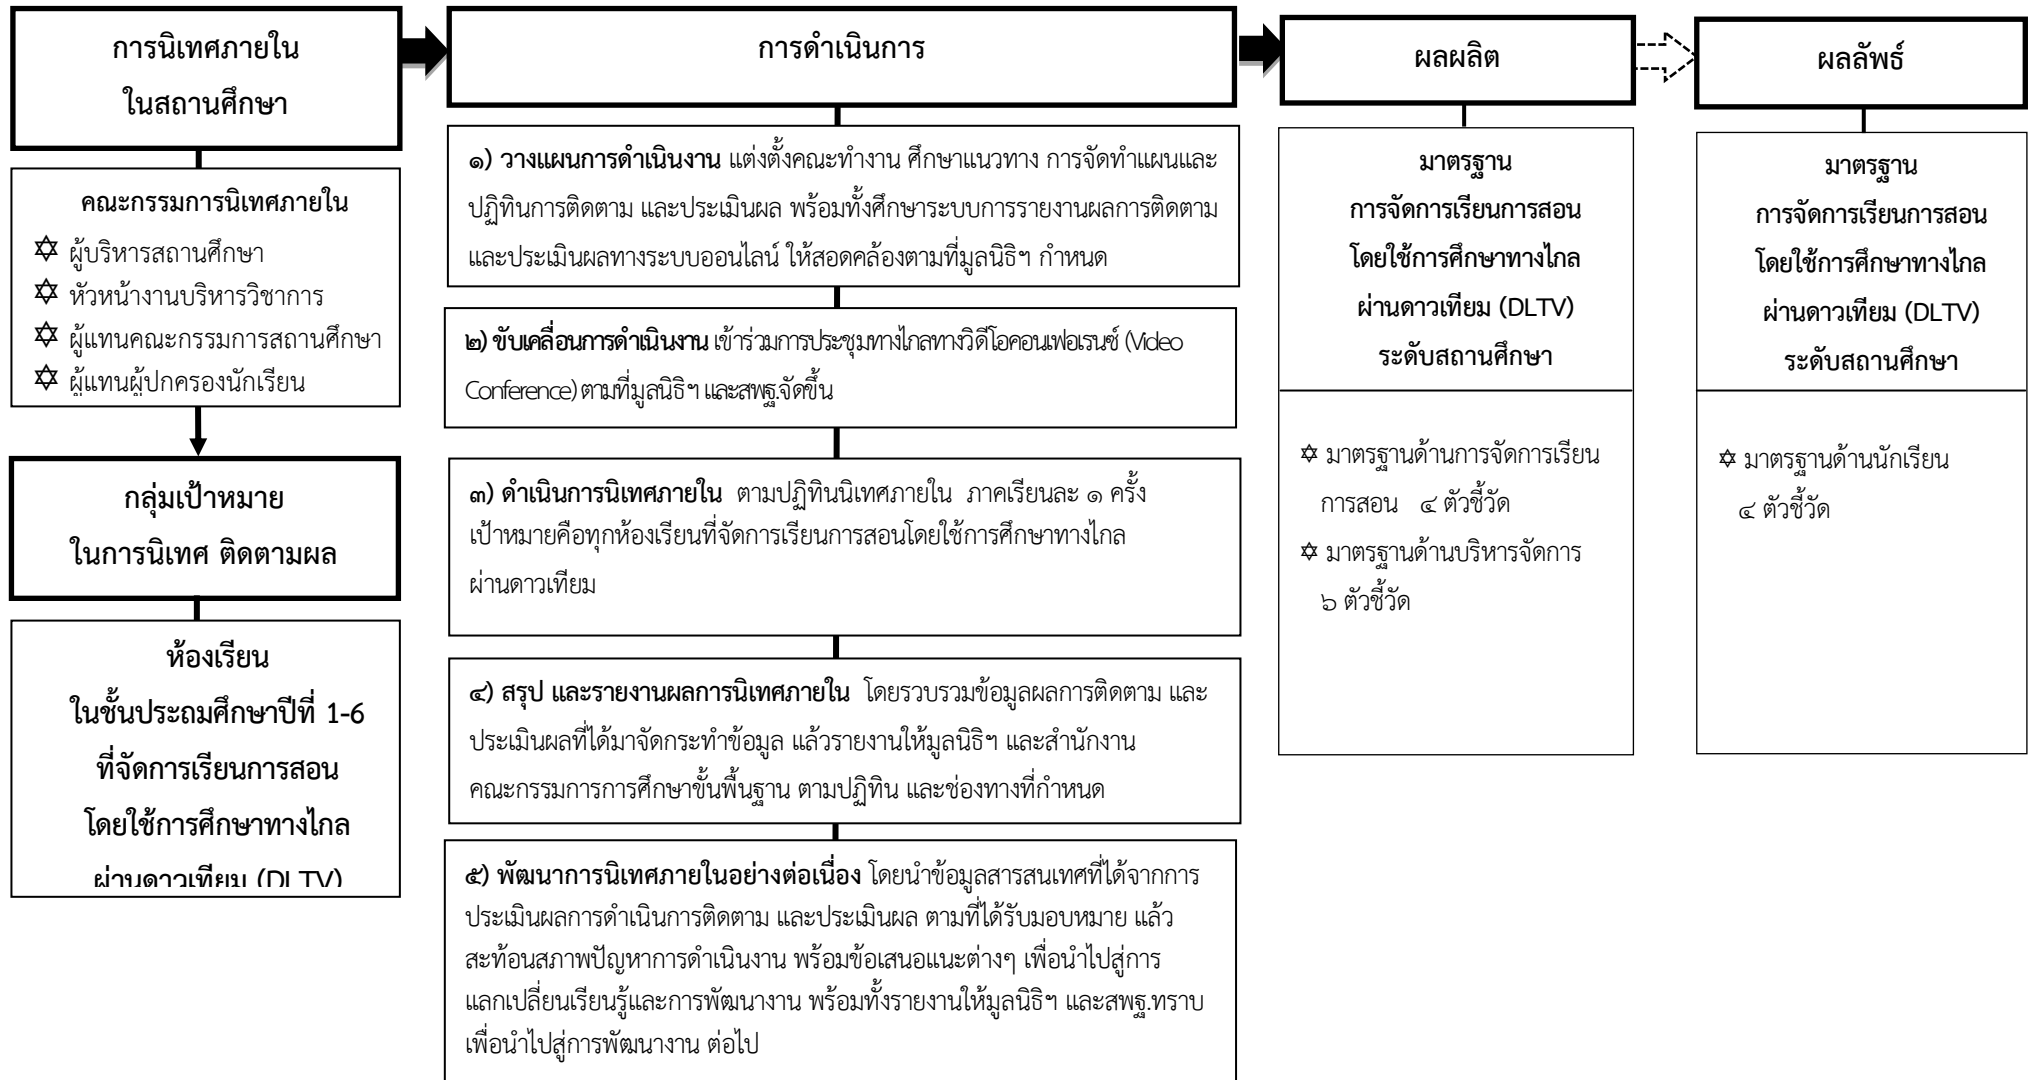 การนิเทศภายใน
ในสถานศึกษา
คณะกรรมการนิเทศภายใน
ผู้บริหารสถานศึกษา
หัวหน้างานบริหารวิชาการ
ผู้แทนคณะกรรมการสถานศึกษา
ผู้แทนผู้ปกครองนักเรียน
กลุ่มเป้าหมาย
ในการนิเทศ ติดตามผล
ห้องเรียน
ในชั้นประถมศึกษาปีที่ 1-6
ที่จัดการเรียนการสอน
โดยใช้การศึกษาทางไกล
ผ่านดาวเทียม (DLTV)
การดำเนินการ
๑) วางแผนการดำเนินงาน แต่งตั้งคณะทำงาน ศึกษาแนวทาง การจัดทำแผนและ
ปฏิทินการติดตาม และประเมินผล พร้อมทั้งศึกษาระบบการรายงานผลการติดตาม
และประเมินผลทางระบบออนไลน์ ให้สอดคล้องตามที่มูลนิธิฯ กำหนด
๒) ขับเคลื่อนการดำเนินงาน เข้าร่วมการประชุมทางไกลทางวิดีโอคอนเฟอเรนซ์ (Video
Conference) ตามที่มูลนิธิฯ และสพฐ.จัดขึ้น
๓) ดำเนินการนิเทศภายใน ตามปฏิทินนิเทศภายใน ภาคเรียนละ ๑ ครั้ง
เป้าหมายคือทุกห้องเรียนที่จัดการเรียนการสอนโดยใช้การศึกษาทางไกล
ผ่านดาวเทียม
๔) สรุป และรายงานผลการนิเทศภายใน โดยรวบรวมข้อมูลผลการติดตาม และ
ประเมินผลที่ได้มาจัดกระทำข้อมูล แล้วรายงานให้มูลนิธิฯ และสำนักงาน
คณะกรรมการการศึกษาขั้นพื้นฐาน ตามปฏิทิน และช่องทางที่กำหนด
๕) พัฒนาการนิเทศภายในอย่างต่อเนื่อง โดยนำข้อมูลสารสนเทศที่ได้จากการ
ประเมินผลการดำเนินการติดตาม และประเมินผล ตามที่ได้รับมอบหมาย แล้ว
สะท้อนสภาพปัญหาการดำเนินงาน พร้อมข้อเสนอแนะต่างๆ เพื่อนำไปสู่การ
แลกเปลี่ยนเรียนรู้และการพัฒนางาน พร้อมทั้งรายงานให้มูลนิธิฯ และสพฐ.ทราบ
เพื่อนำไปสู่การพัฒนางาน ต่อไป
ผลผลิต
มาตรฐาน
การจัดการเรียนการสอน
โดยใช้การศึกษาทางไกล
ผ่านดาวเทียม (DLTV)
ระดับสถานศึกษา
มาตรฐานด้านการจัดการเรียน
การสอน ๔ ตัวชี้วัด
มาตรฐานด้านบริหารจัดการ
๖ ตัวชี้วัด
ผลลัพธ์
มาตรฐาน
การจัดการเรียนการสอน
โดยใช้การศึกษาทางไกล
ผ่านดาวเทียม (DLTV)
ระดับสถานศึกษา
มาตรฐานด้านนักเรียน
๔ ตัวชี้วัด